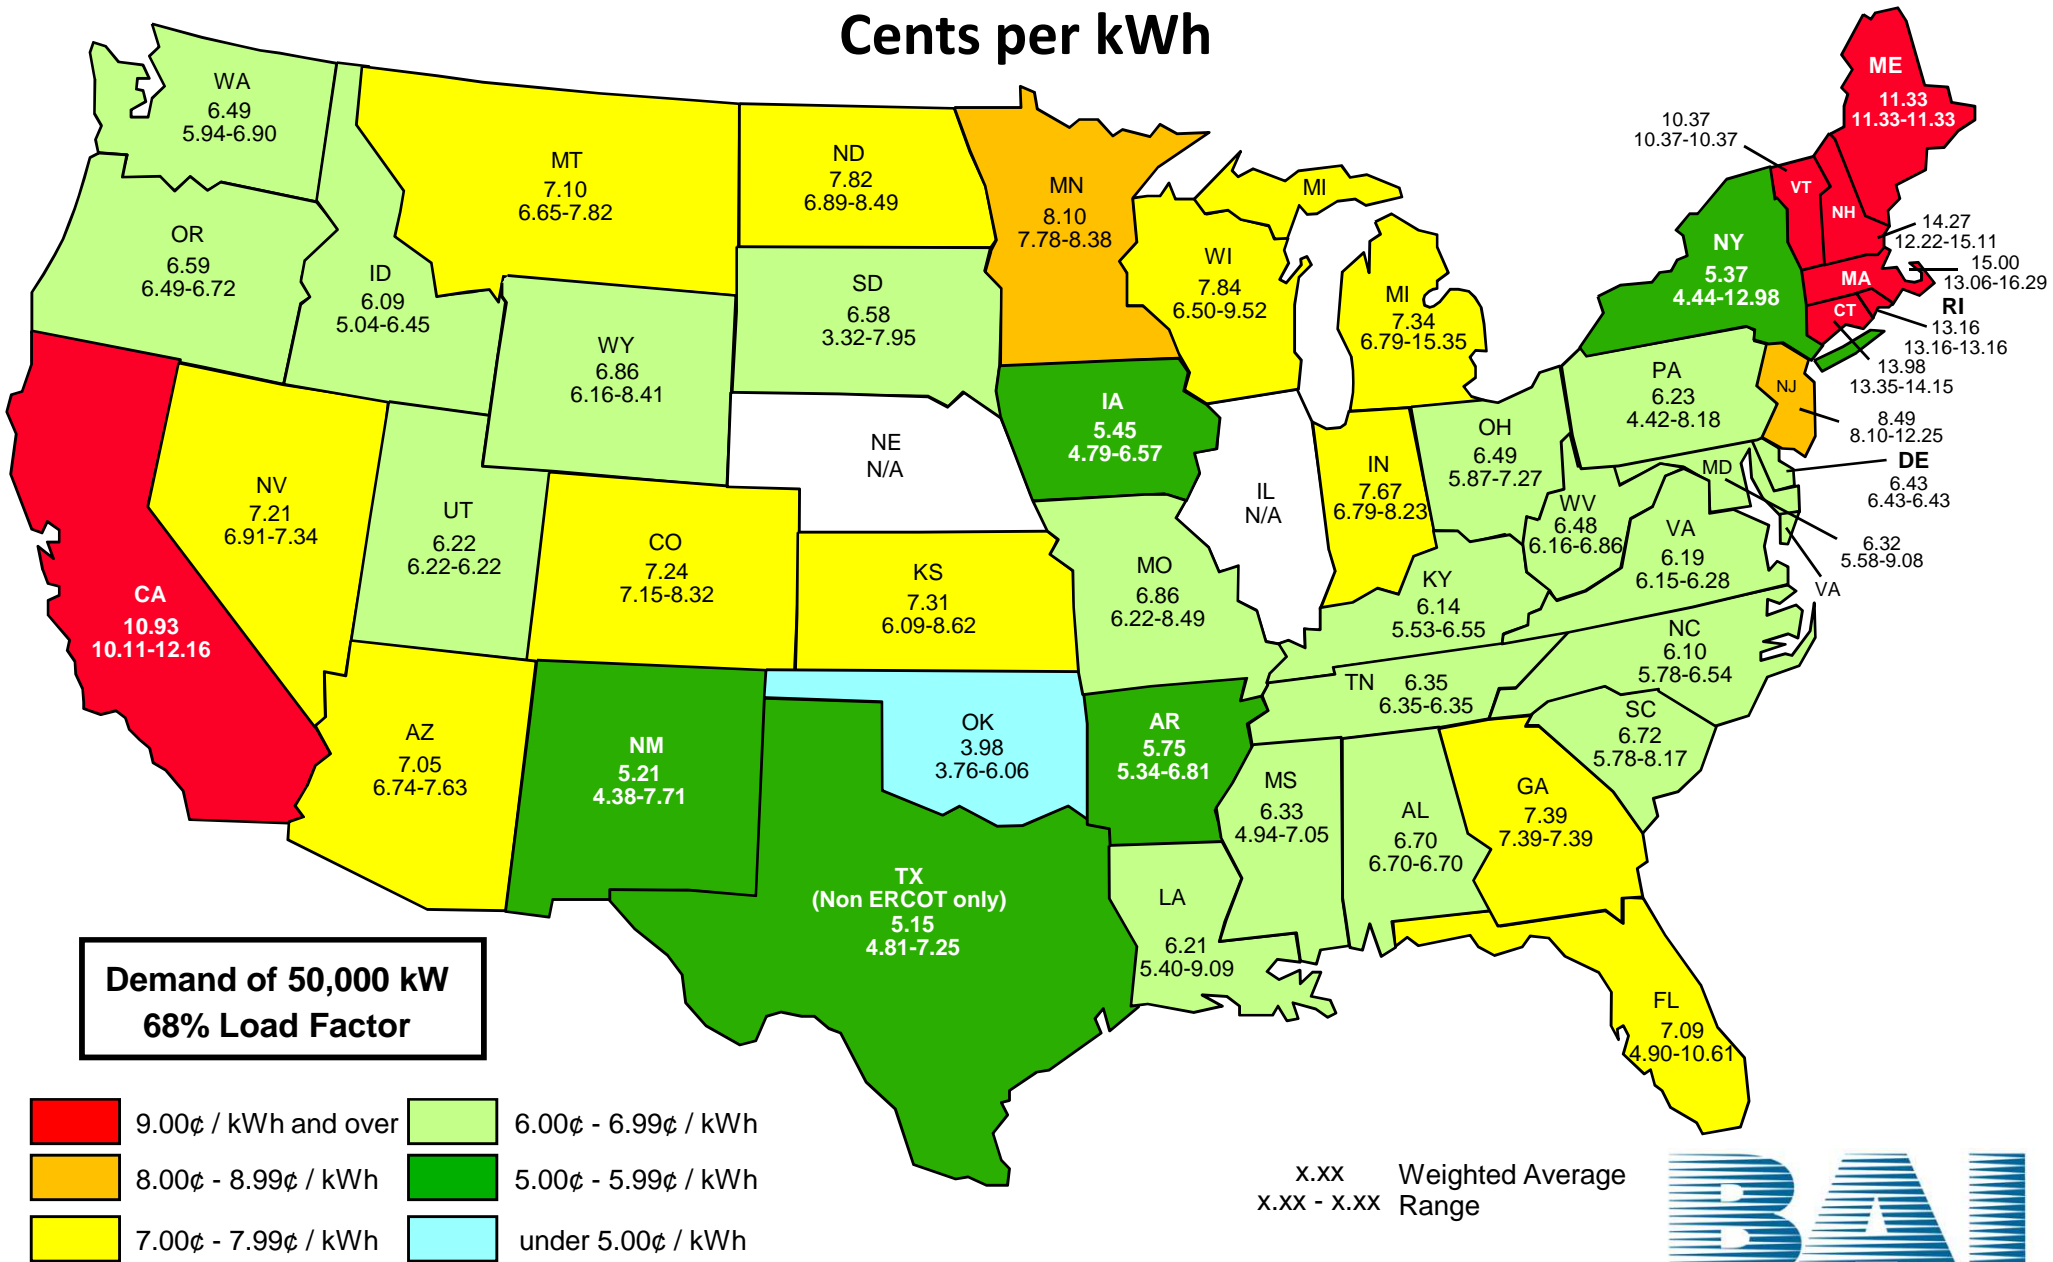 Cents per kWh
WA
6.49
5.94-6.90
OR
6.59
6.49-6.72
ID
6.09
5.04-6.45
MT
7.10
6.65-7.82
ND
7.82
6.89-8.49
SD
6.58
3.32-7.95
WY
6.86
6.16-8.41
NE
N/A
MN
8.10
7.78-8.38
WI
7.84
6.50-9.52
MI
MI
7.34
6.79-15.35
IA
5.45
4.79-6.57
IL
N/A
IN
7.67
6.79-8.23
OH
6.49
5.87-7.27
PA
6.23
4.42-8.18
NY
5.37
4.44-12.98
ME
11.33
11.33-11.33
10.37
10.37-10.37
VT
NH
14.27
12.22-15.11
MA
15.00
13.06-16.29
RI
13.16
13.16-13.16
CT
13.98
13.35-14.15
NJ
8.49
8.10-12.25
DE
6.43
6.43-6.43
MD
6.32
5.58-9.08
VA
WV
6.48
6.16-6.86
VA
6.19
6.15-6.28
KY
6.14
5.53-6.55
NC
6.10
5.78-6.54
TN 6.35
6.35-6.35
SC
6.72
5.78-8.17
GA
7.39
7.39-7.39
AL
6.70
6.70-6.70
MS
6.33
4.94-7.05
LA
6.21
5.40-9.09
FL
7.09
4.90-10.61
CA
10.93
10.11-12.16
NV
7.21
6.91-7.34
UT
6.22
6.22-6.22
CO
7.24
7.15-8.32
KS
7.31
6.09-8.62
MO
6.86
6.22-8.49
AZ
7.05
6.74-7.63
NM
5.21
4.38-7.71
OK
3.98
3.76-6.06
AR
5.75
5.34-6.81
TX
(Non ERCOT only)
5.15
4.81-7.25
Demand of 50,000 kW
68% Load Factor
9.00¢ / kWh and over
8.00¢ - 8.99¢ / kWh
7.00¢ - 7.99¢ / kWh
6.00¢ - 6.99¢ / kWh
5.00¢ - 5.99¢ / kWh
under 5.00¢ / kWh
x.xx Weighted Average
x.xx - x.xx Range
BAI